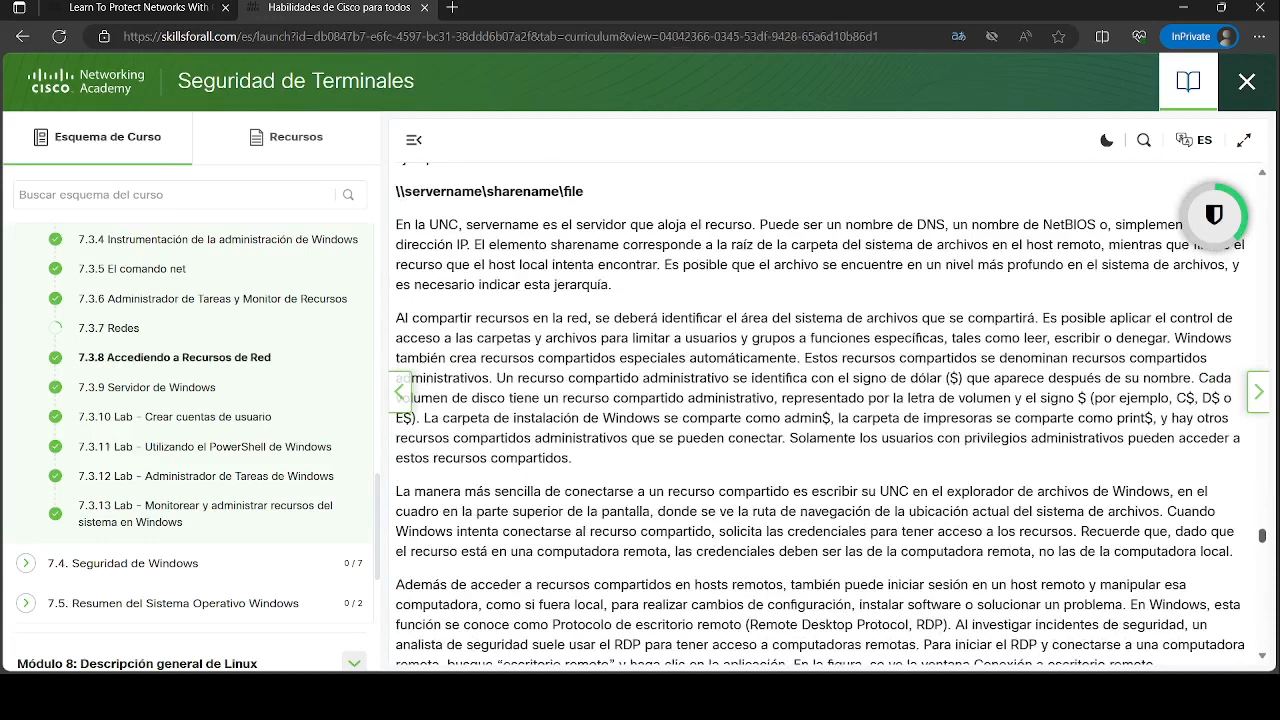 Learn To Protect Networks With
Habilidades de Cisco para todos
https://skillsforall.com/es/launch?id=db0847b7-e6fc-4597-bc31-38ddd6b07a2f&tab=curriculum&view=04042366-0345-53df-9428-65a6d10b86d1
InPrivate
CISCO Networking Academy
Seguridad de Terminales
Esquema de Curso
Recursos
ES
Buscar esquema del curso
7.3.4 Instrumentación de la administración de Windows
7.3.5 El comando net
7.3.6 Administrador de Tareas y Monitor de Recursos
7.3.7 Redes
7.3.8 Accediendo a Recursos de Red
7.3.9 Servidor de Windows
7.3.10 Lab - Crear cuentas de usuario
7.3.11 Lab - Utilizando el PowerShell de Windows
7.3.12 Lab - Administrador de Tareas de Windows
7.3.13 Lab - Monitorear y administrar recursos del
sistema en Windows
7.4. Seguridad de Windows 0 / 7
7.5. Resumen del Sistema Operativo Windows 0 / 2
Módulo 8: Descripción general de Linux
\\servername\sharename\file
En la UNC, servername es el servidor que aloja el recurso. Puede ser un nombre de DNS, un nombre de NetBIOS o, simplemen
dirección IP. El elemento sharename corresponde a la raíz de la carpeta del sistema de archivos en el host remoto, mientras que el
recurso que el host local intenta encontrar. Es posible que el archivo se encuentre en un nivel más profundo en el sistema de archivos, y
es necesario indicar esta jerarquía.
Al compartir recursos en la red, se deberá identificar el área del sistema de archivos que se compartirá. Es posible aplicar el control de
acceso a las carpetas y archivos para limitar a usuarios y grupos a funciones específicas, tales como leer, escribir o denegar. Windows
también crea recursos compartidos especiales automáticamente. Estos recursos compartidos se denominan recursos compartidos
administrativos. Un recurso compartido administrativo se identifica con el signo de dólar ($) que aparece después de su nombre. Cada
volumen de disco tiene un recurso compartido administrativo, representado por la letra de volumen y el signo $ (por ejemplo, C$, D$ o
E$). La carpeta de instalación de Windows se comparte como admin$, la carpeta de impresoras se comparte como print$, y hay otros
recursos compartidos administrativos que se pueden conectar. Solamente los usuarios con privilegios administrativos pueden acceder a
estos recursos compartidos.
La manera más sencilla de conectarse a un recurso compartido es escribir su UNC en el explorador de archivos de Windows, en el
cuadro en la parte superior de la pantalla, donde se ve la ruta de navegación de la ubicación actual del sistema de archivos. Cuando
Windows intenta conectarse al recurso compartido, solicita las credenciales para tener acceso a los recursos. Recuerde que, dado que
el recurso está en una computadora remota, las credenciales deben ser las de la computadora remota, no las de la computadora local.
Además de acceder a recursos compartidos en hosts remotos, también puede iniciar sesión en un host remoto y manipular esa
computadora, como si fuera local, para realizar cambios de configuración, instalar software o solucionar un problema. En Windows, esta
función se conoce como Protocolo de escritorio remoto (Remote Desktop Protocol, RDP). Al investigar incidentes de seguridad, un
analista de seguridad suele usar el RDP para tener acceso a computadoras remotas. Para iniciar el RDP y conectarse a una computadora
remota, busque "escritorio remoto" y haga clic en la aplicación. En la figura, se ve la ventana Conexión a escritorio remoto.